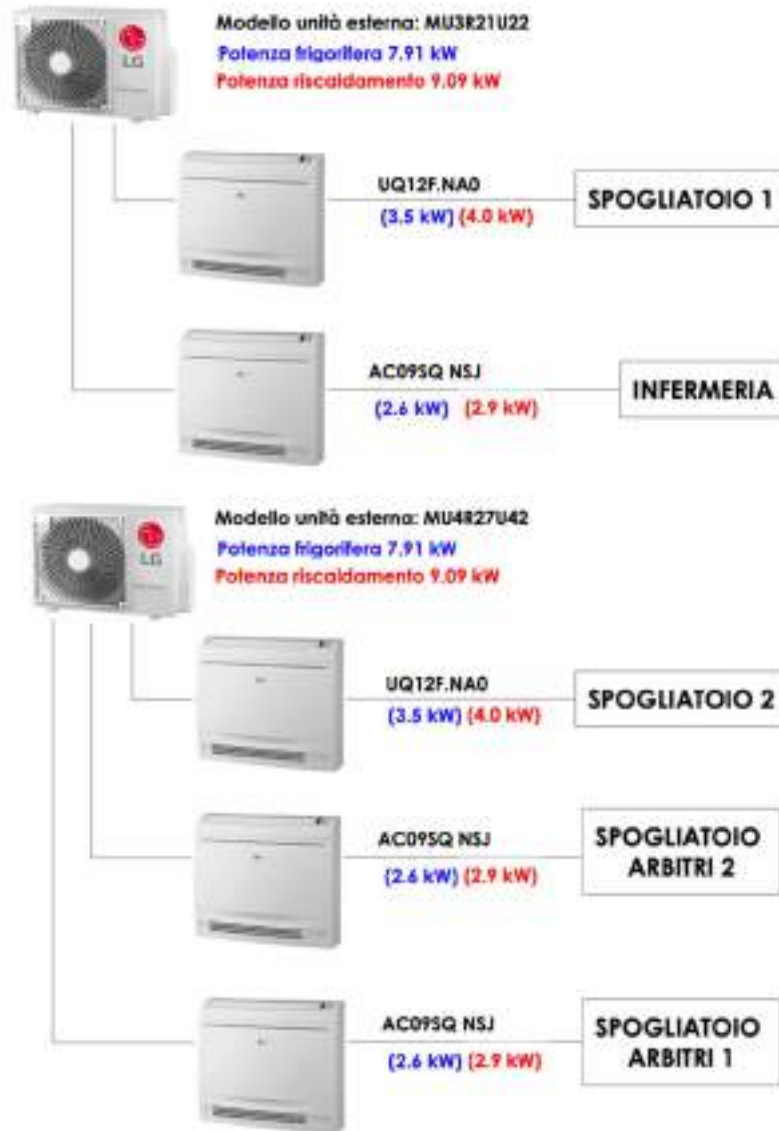 LG
Modello unità esterna: MU3R21U22
Potenza frigorifera 7.91 kW
Potenza riscaldamento 9.09 kW
UQ12F.NA0
(3.5 kW) (4.0 kW)
SPOGLIATOIO 1
AC09SQ NSJ
(2.6 kW) (2.9 kW)
INFERMERIA
LG
Modello unità esterna: MU4R27U42
Potenza frigorifera 7.91 kW
Potenza riscaldamento 9.09 kW
UQ12F.NA0
(3.5 kW) (4.0 kW)
SPOGLIATOIO 2
AC09SQ NSJ
(2.6 kW) (2.9 kW)
SPOGLIATOIO
ARBITRI 2
AC09SQ NSJ
(2.6 kW) (2.9 kW)
SPOGLIATOIO
ARBITRI 1